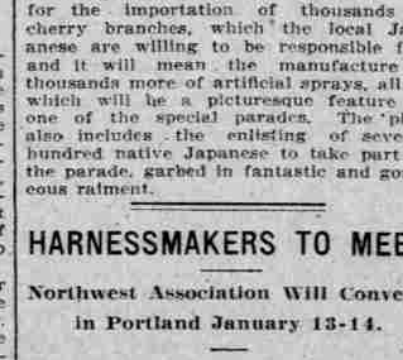 for the importation of thousands
cherry branches, which the local Ja
anese are willing to be responsible f
and it will mean the manufacture
thousands more of artificial sprays, all
which will be a picturesque feature
one of the special parades. The pl
also includes the enlisting of seve
hundred native Japanese to take part
the parade, garbed in fantastic and go
eous raiment.
HARNESSMAKERS TO MEE
Northwest Association Will Conve
in Portland January 13-14.